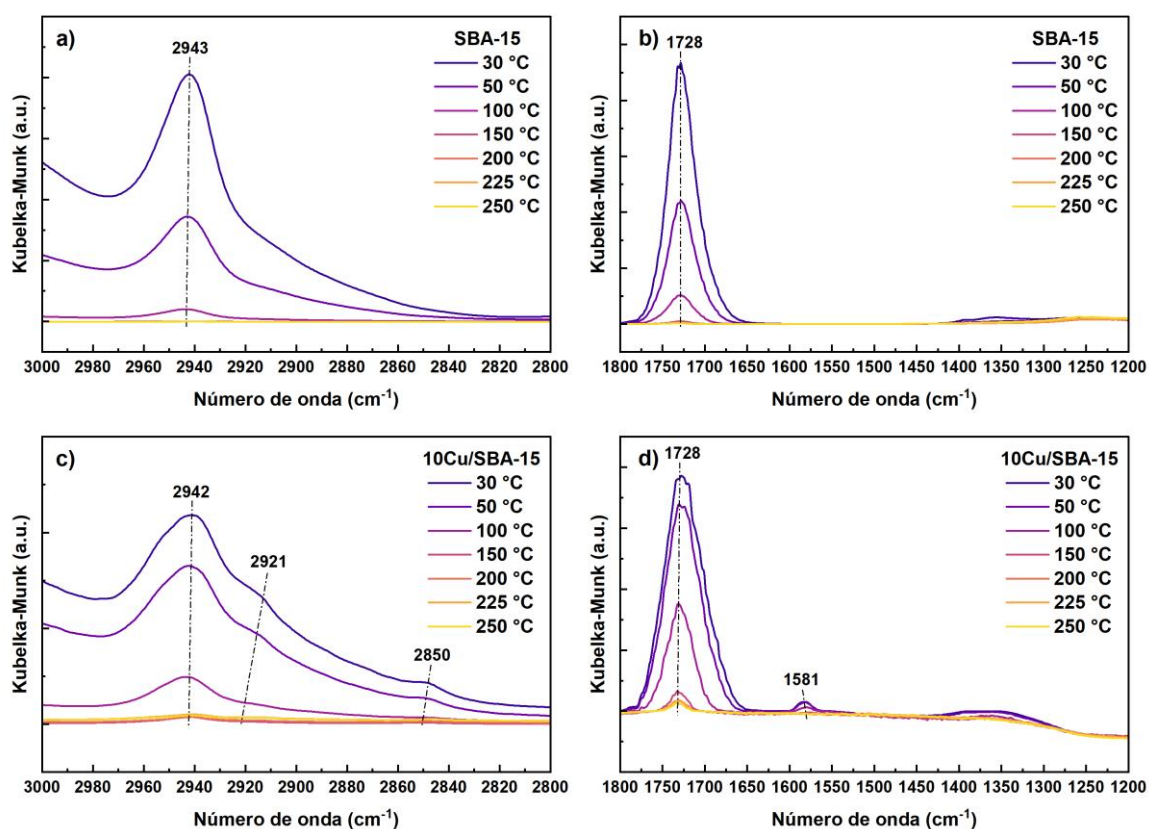 a)
2943
SBA-15
30 °C
50 °C
100 °C
150 °C
200 °C
225 °C
250 °C
Kubelka-Munk (a.u.)
3000 2980 2960 2940 2920 2900 2880 2860 2840 2820 2800
Número de onda (cm-1)
b)
1728
SBA-15
30 °C
50 °C
100 °C
150 °C
200 °C
225 °C
250 °C
Kubelka-Munk (a.u.)
1800 1750 1700 1650 1600 1550 1500 1450 1400 1350 1300 1250 1200
Número de onda (cm-1)
c)
2942
2921
2850
10Cu/SBA-15
30 °C
50 °C
100 °C
150 °C
200 °C
225 °C
250 °C
Kubelka-Munk (a.u.)
3000 2980 2960 2940 2920 2900 2880 2860 2840 2820 2800
Número de onda (cm-1)
d)
1728
1581
10Cu/SBA-15
30 °C
50 °C
100 °C
150 °C
200 °C
225 °C
250 °C
Kubelka-Munk (a.u.)
1800 1750 1700 1650 1600 1550 1500 1450 1400 1350 1300 1250 1200
Número de onda (cm-1)